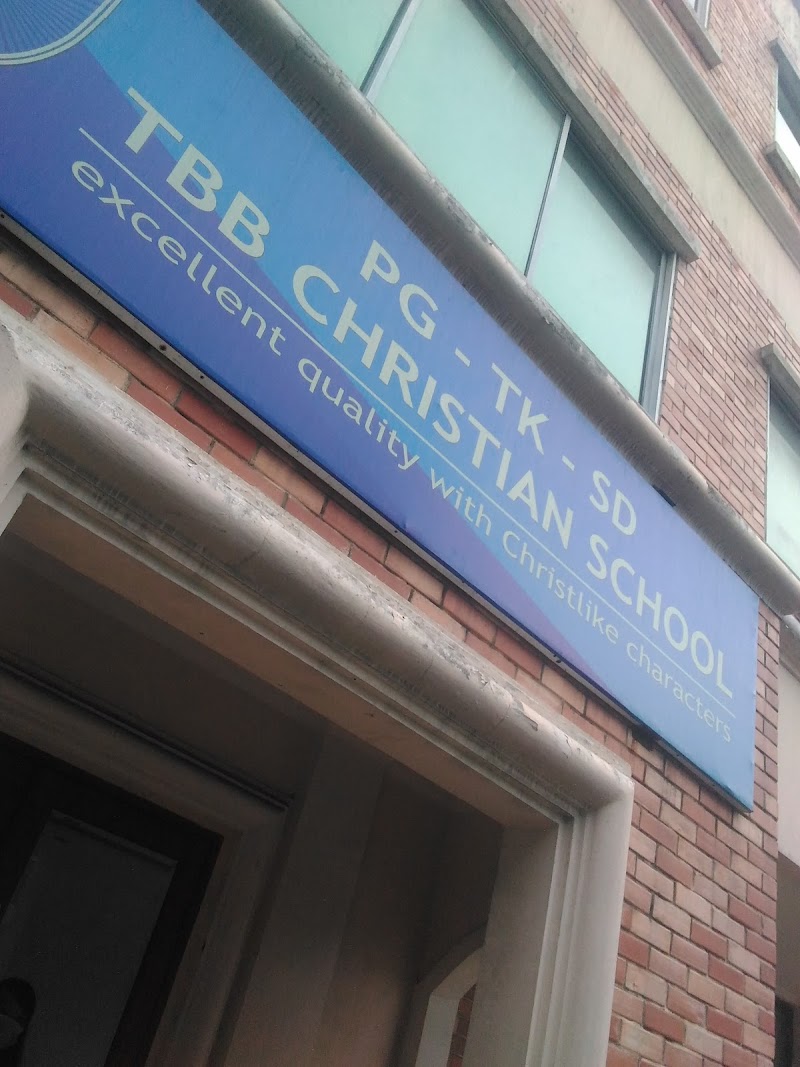 PG - TK - SD
TBB CHRISTIAN SCHOOL
excellent quality with Christlike characters